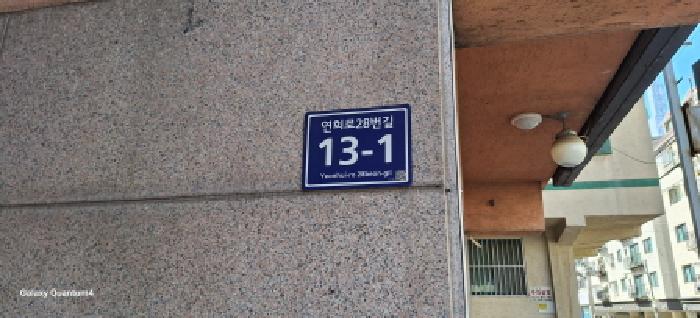 연희로28번길
13-1
Yeonhui-ro 28beon-gil
Galaxy Quantum4